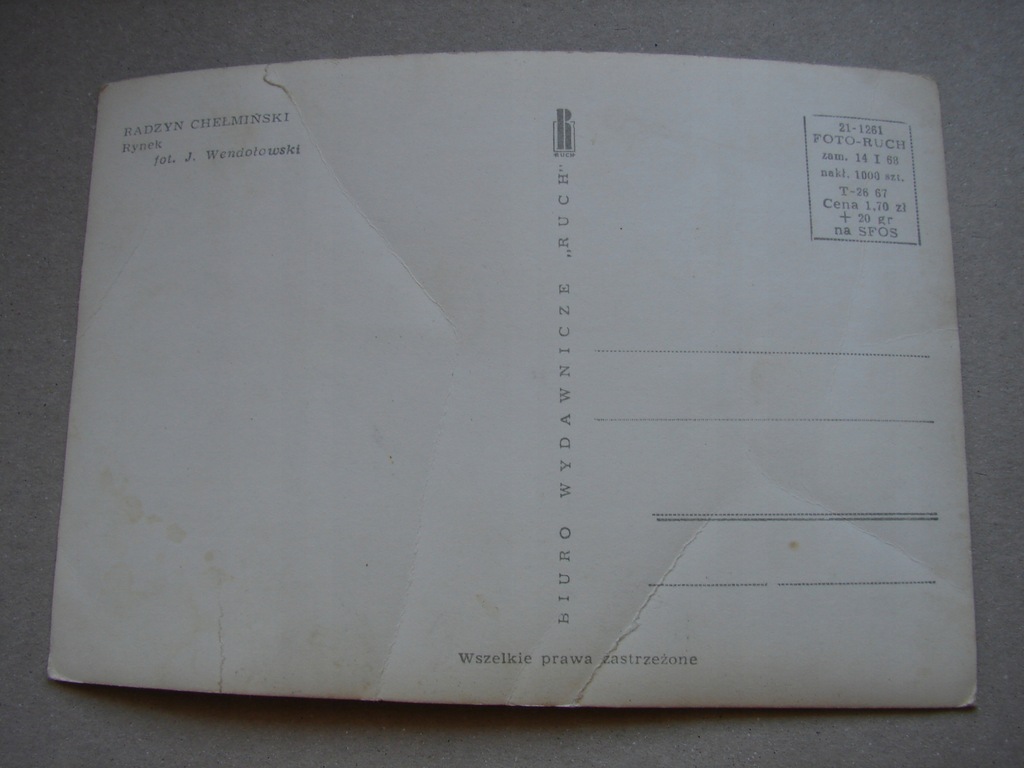 RADZYN CHEŁMIŃSKI
Rynek
fot. J. Wendołowski
R
RUCH
BIURO WYDAWNICZE „RUCH"
21-1261
FOTO-RUCH
zam. 14 I 68
nakł. 1000 szt.
T-26 67
Cena 1,70 zł
+ 20 gr
na SFOS
Wszelkie prawa zastrzeżone